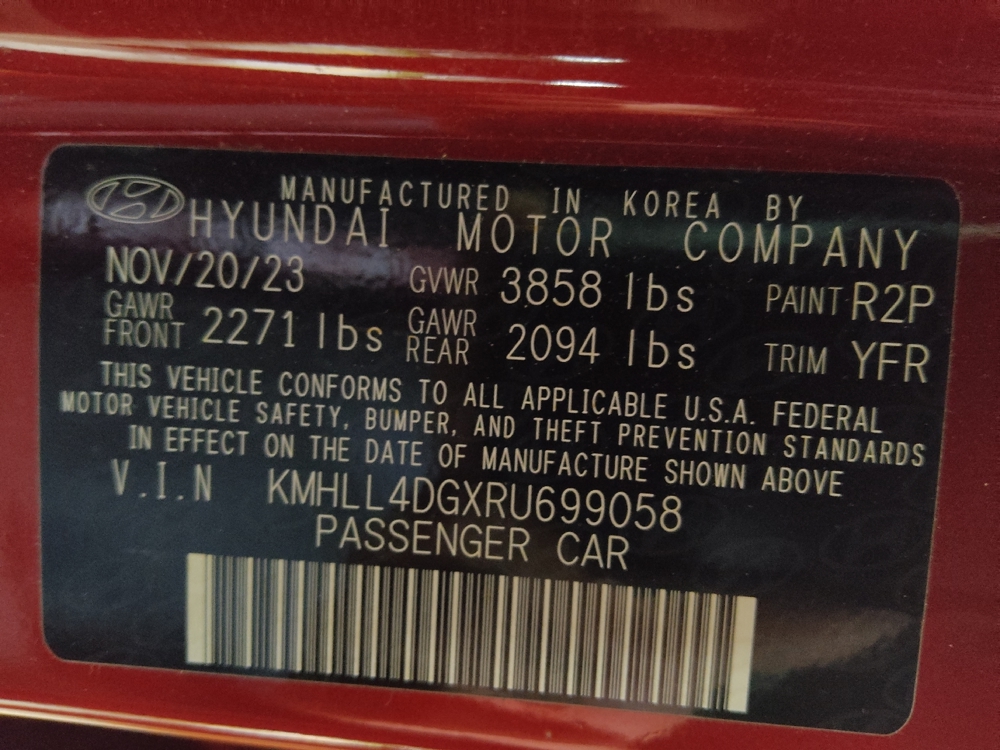 MANUFACTURED IN KOREA BY
HYUNDAI MOTOR COMPANY
NOV/20/23 GVWR 3858 lbs PAINT R2P
GAWR FRONT 2271 lbs GAWR REAR 2094 lbs TRIM YFR
THIS VEHICLE CONFORMS TO ALL APPLICABLE U.S.A. FEDERAL
MOTOR VEHICLE SAFETY, BUMPER, AND THEFT PREVENTION STANDARDS
IN EFFECT ON THE DATE OF MANUFACTURE SHOWN ABOVE
V.I.N KMHLL4DGXRU699058
PASSENGER CAR